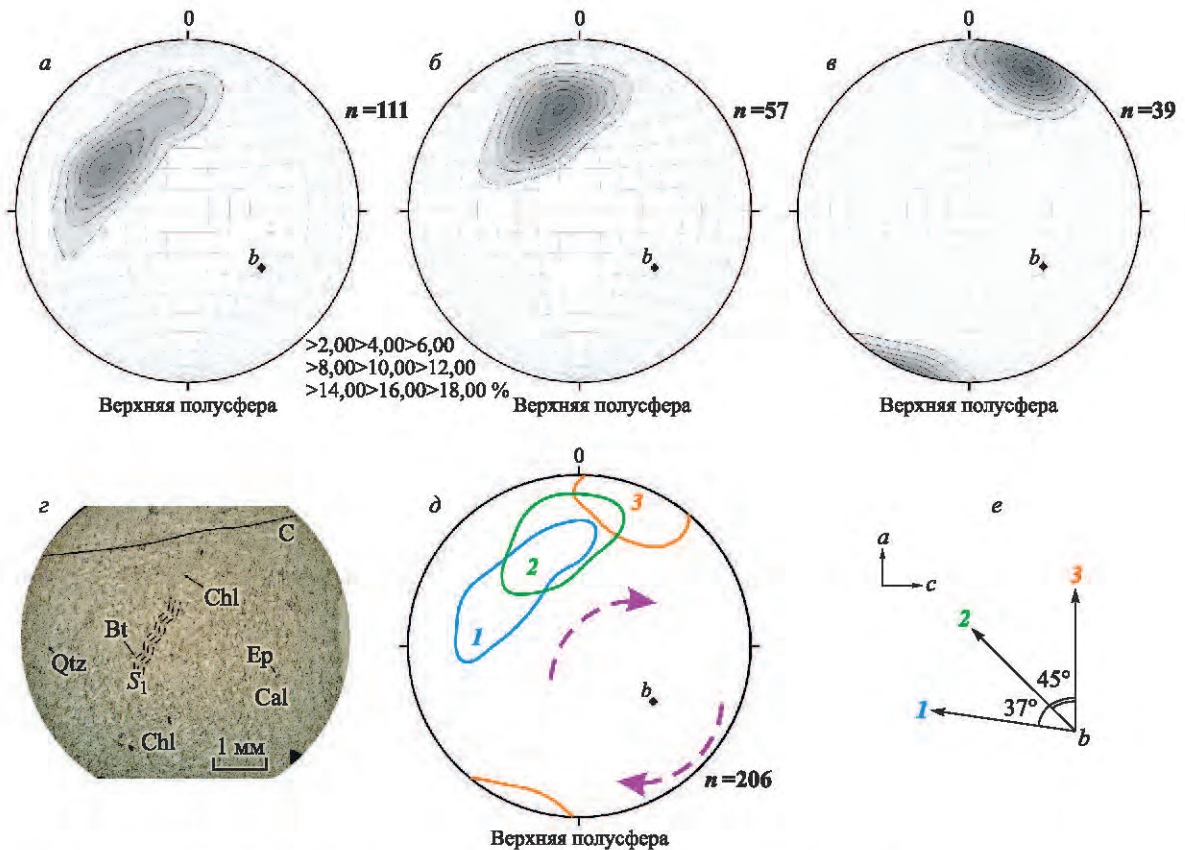 0 0 0
а б в
n=111 n=57 n=39
b b b
>2,00>4,00>6,00
>8,00>10,00>12,00
>14,00>16,00>18,00 %
Верхняя полусфера Верхняя полусфера Верхняя полусфера
г
C
Chl
Bt
Qtz
S1
Ep
Cal
Chl
1 мм
0
д
3
2
1
b
n=206
Верхняя полусфера
е
a
c
3
2
45°
37°
1
b